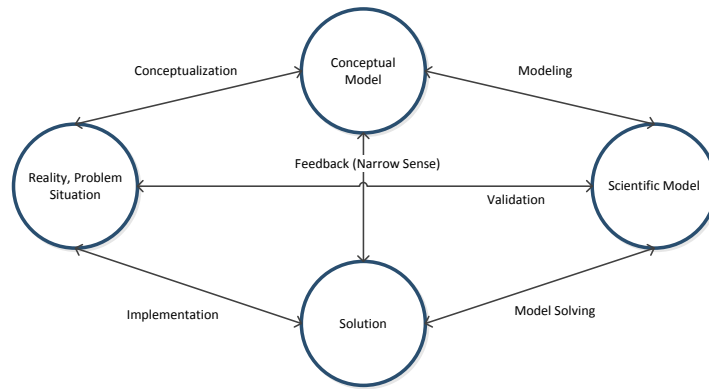 Conceptual
Model
Conceptualization
Modeling
Feedback (Narrow Sense)
Reality, Problem
Situation
Scientific Model
Validation
Implementation
Model Solving
Solution